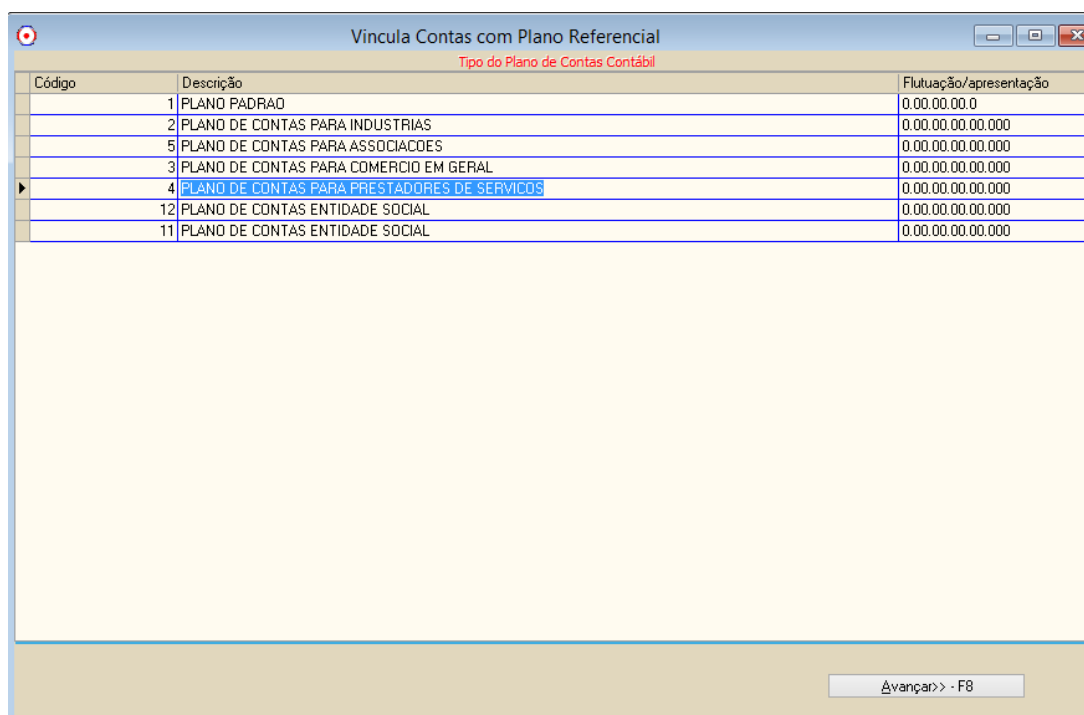 Vincula Contas com Plano Referencial
Tipo do Plano de Contas Contábil
Código Descrição Flutuação/apresentação
1 PLANO PADRAO 0.00.00.00.0
2 PLANO DE CONTAS PARA INDUSTRIAS 0.00.00.00.00.000
5 PLANO DE CONTAS PARA ASSOCIACOES 0.00.00.00.00.000
3 PLANO DE CONTAS PARA COMERCIO EM GERAL 0.00.00.00.00.000
4 PLANO DE CONTAS PARA PRESTADORES DE SERVICOS 0.00.00.00.00.000
12 PLANO DE CONTAS ENTIDADE SOCIAL 0.00.00.00.00.000
11 PLANO DE CONTAS ENTIDADE SOCIAL 0.00.00.00.00.000
Avançar>> - F8